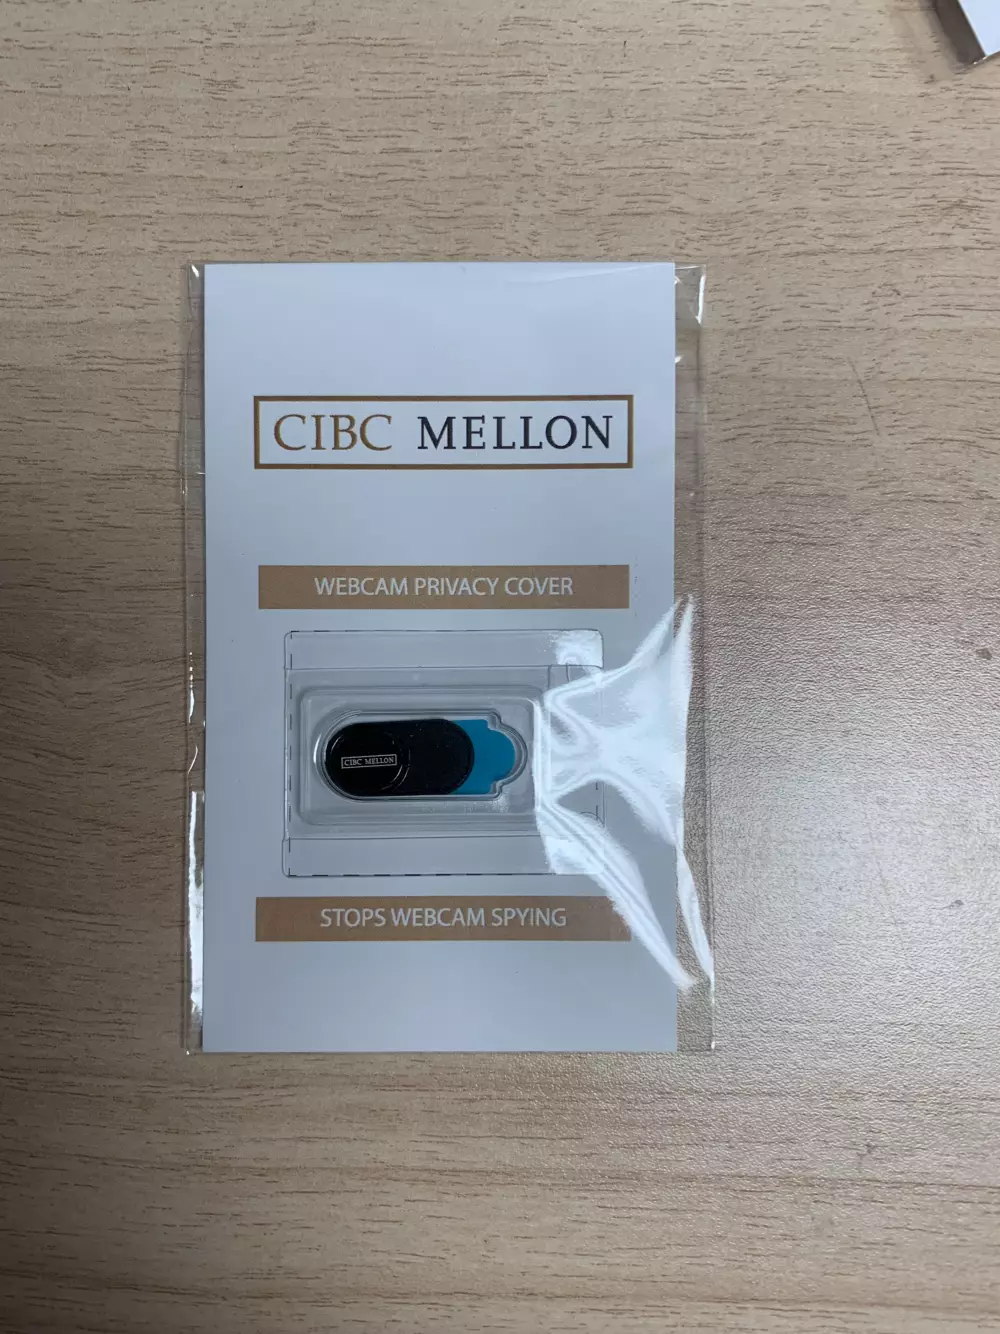 CIBC MELLON
WEBCAM PRIVACY COVER
CIBC MELLON
STOPS WEBCAM SPYING